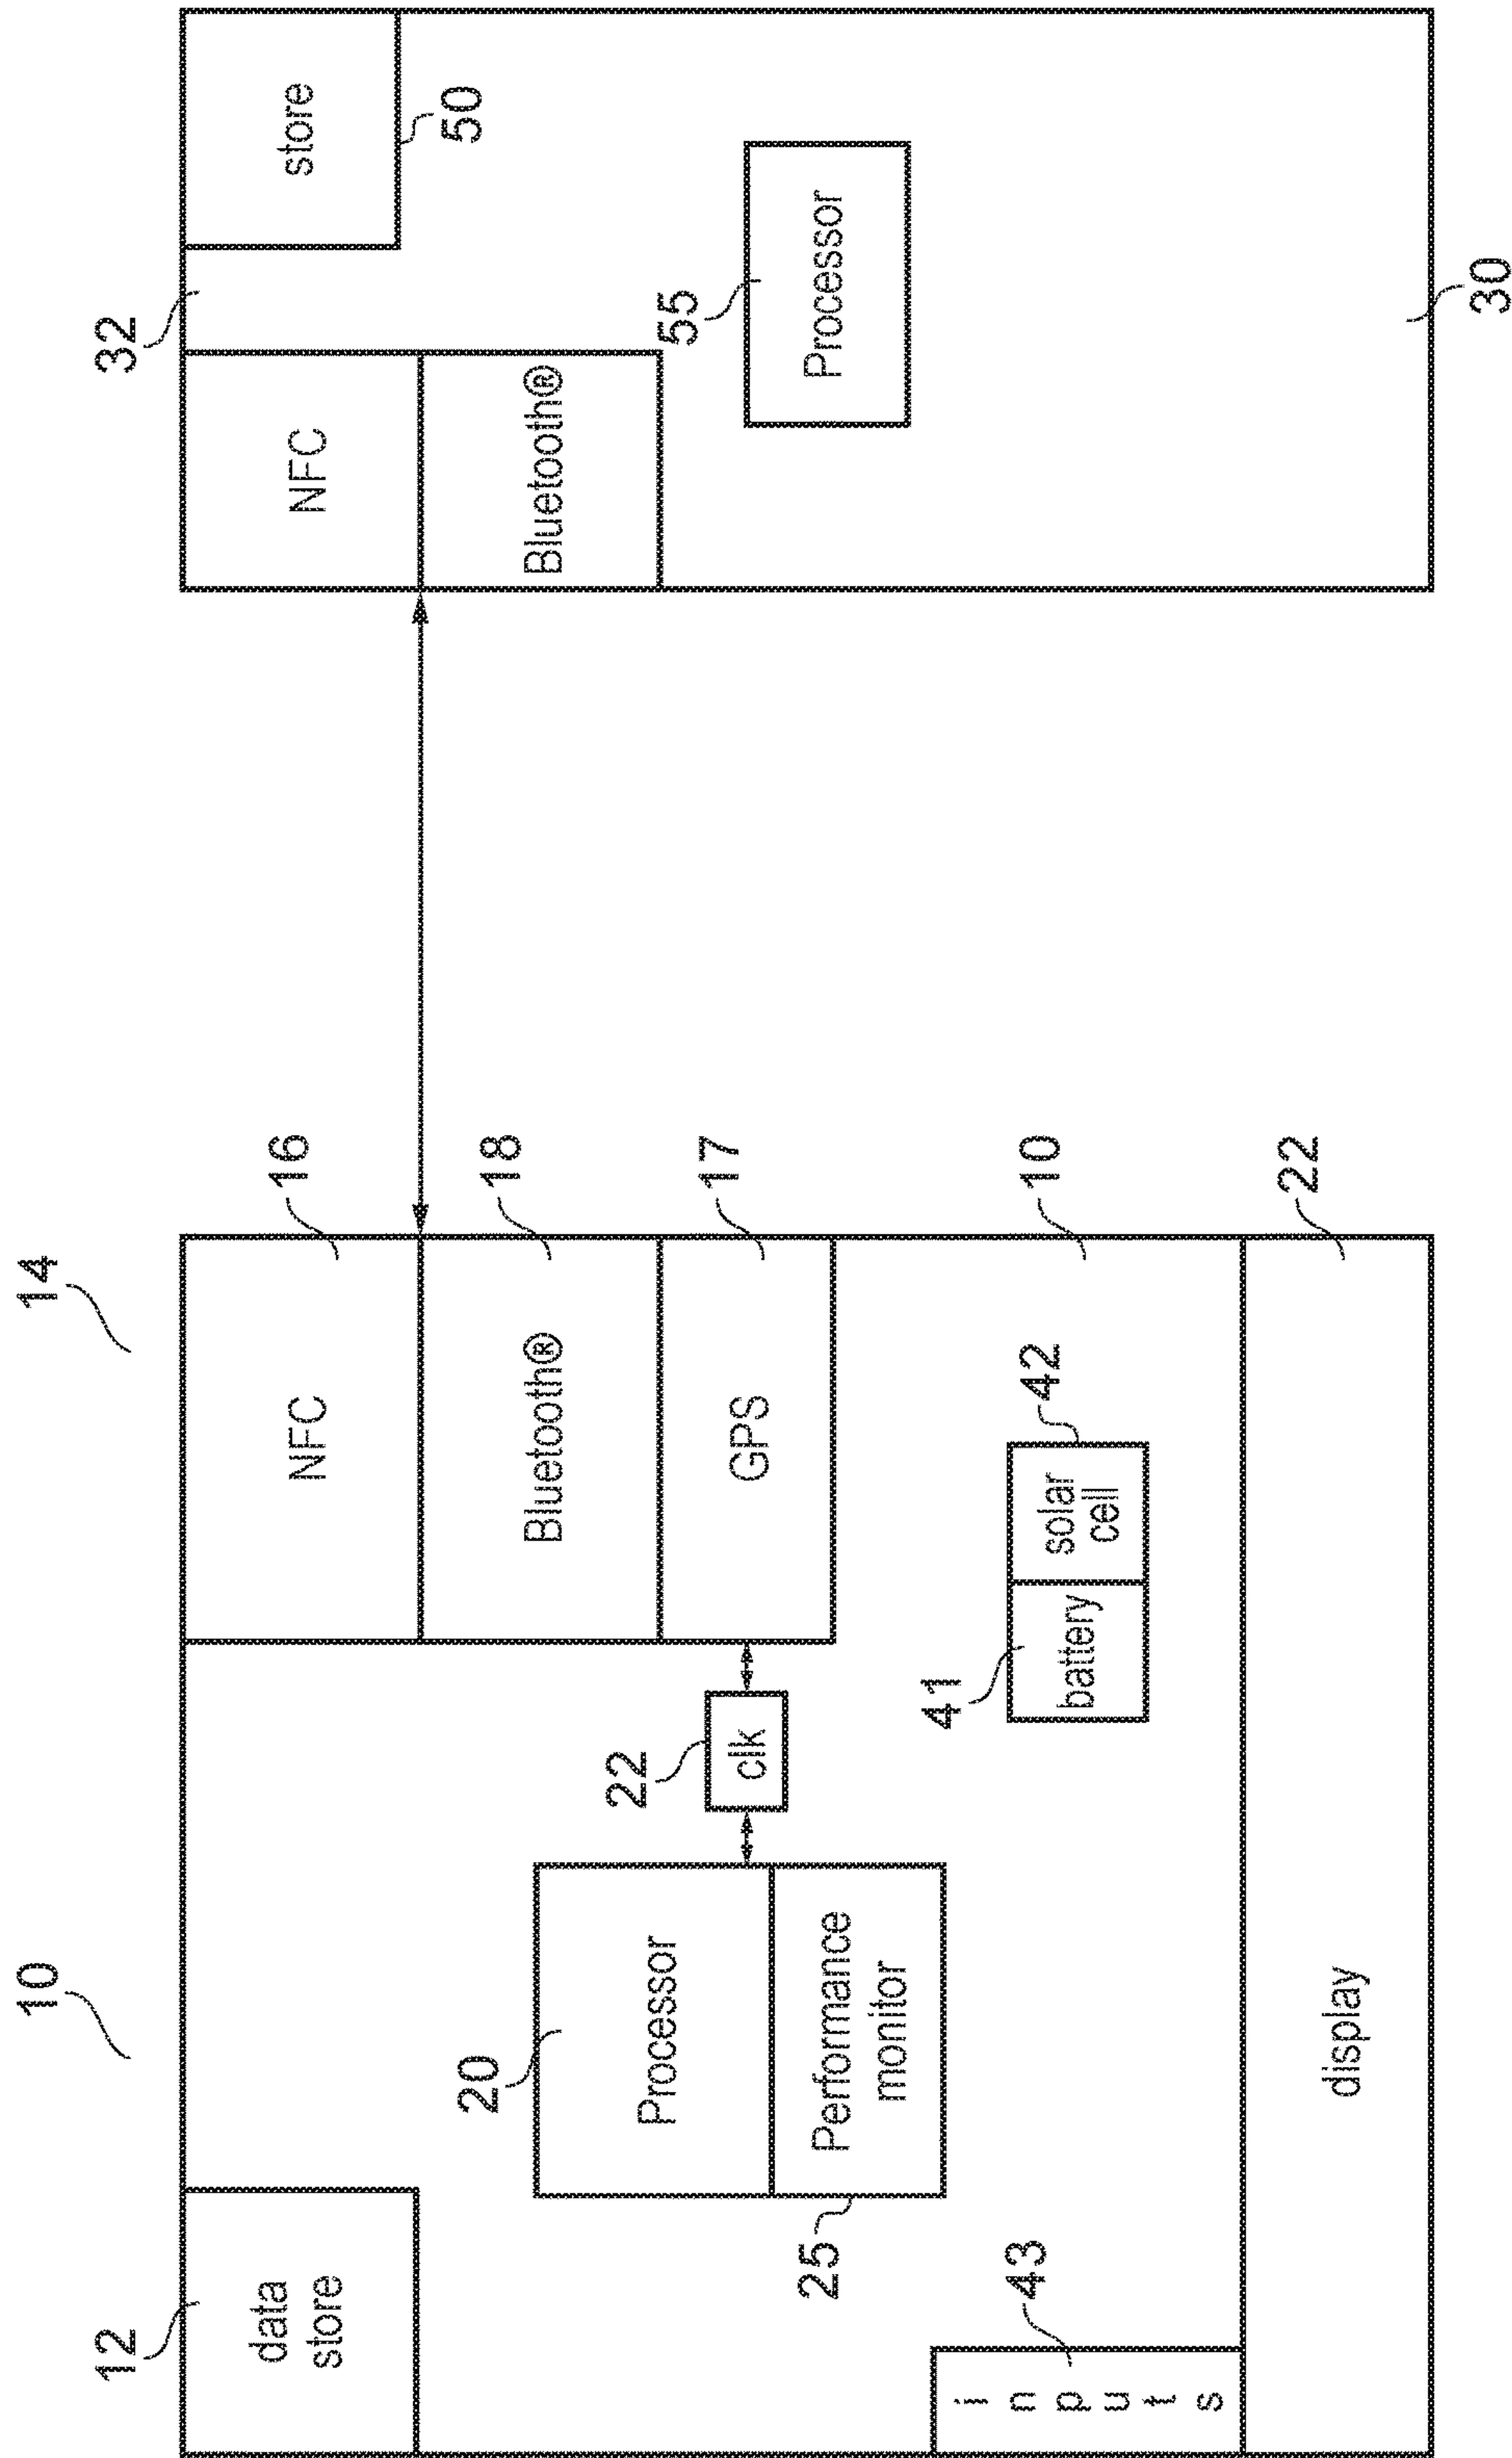 10
14
12
32
data
store
NFC
16
NFC
store
50
20
Bluetooth®
18
Bluetooth®
Processor
22
55
Processor
clk
GPS
17
25
Performance
monitor
41
battery
solar
cell
42
10
43
inputs
display
22
30